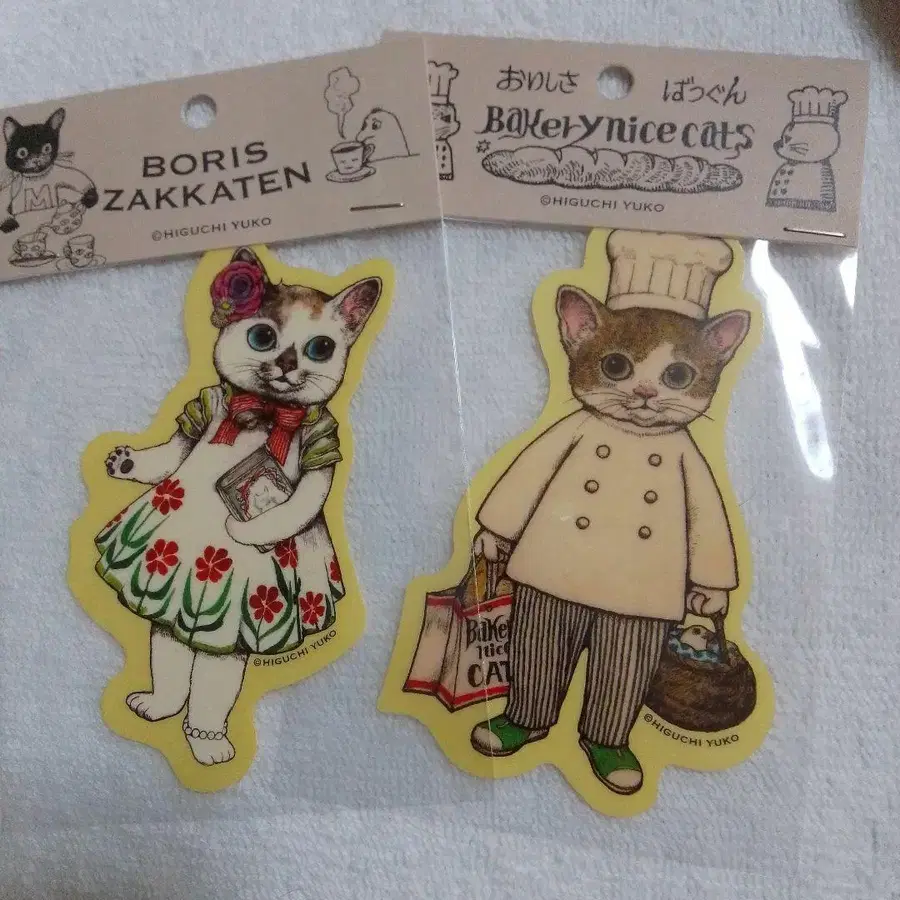 BORIS
ZAKKATEN
©HIGUCHI YUKO
M
おいしさ ばつぐん
Bakery nice cats
©HIGUCHI YUKO
©HIGUCHI YUKO
Bake
nice
CAT
©HIGUCHI YUKO